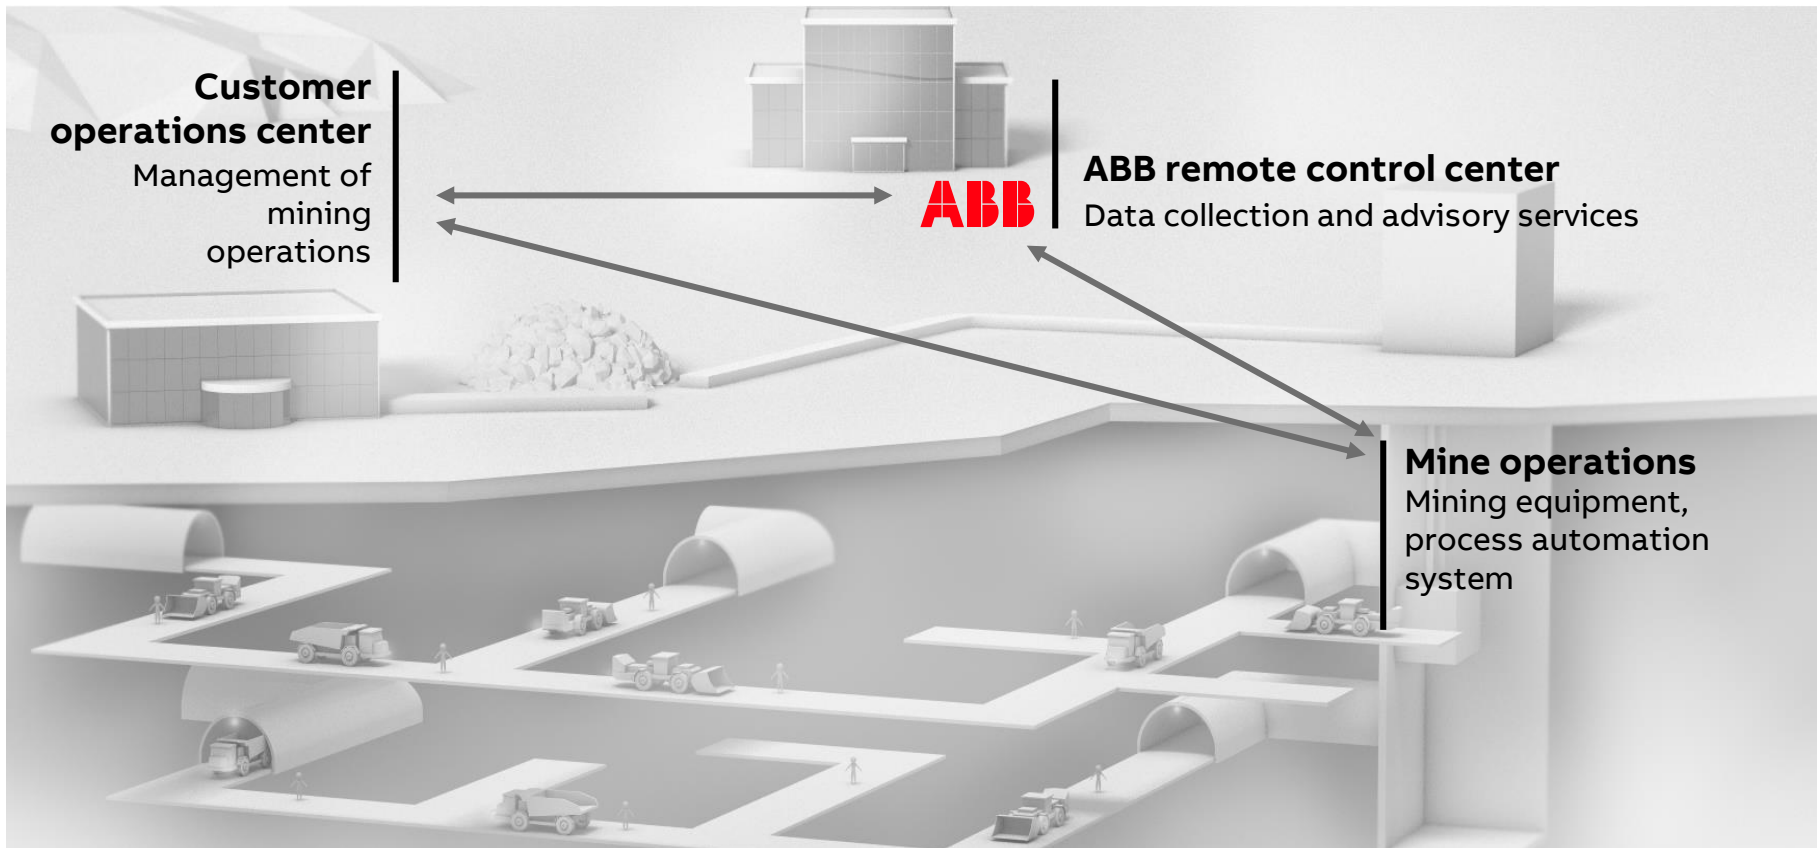 Customer
operations center
Management of
mining
operations
ABB
ABB remote control center
Data collection and advisory services
Mine operations
Mining equipment,
process automation
system